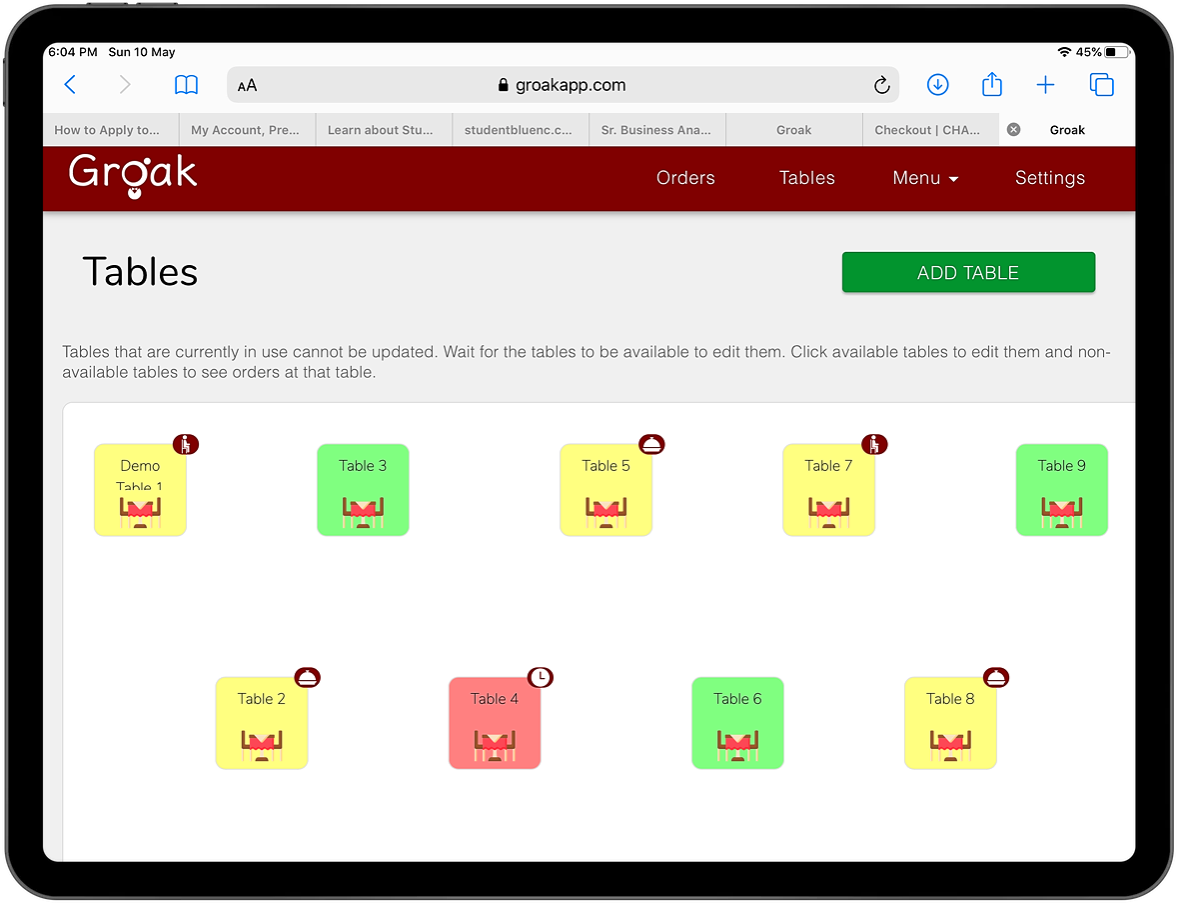 6:04 PM Sun 10 May 45%
AA groakapp.com
How to Apply to... My Account, Pre... Learn about Stu... studentbluenc.c... Sr. Business Ana... Groak Checkout | CHA... Groak
Groak Orders Tables Menu Settings
Tables ADD TABLE
Tables that are currently in use cannot be updated. Wait for the tables to be available to edit them. Click available tables to edit them and non-
available tables to see orders at that table.
Demo Table 3 Table 5 Table 7 Table 9
Table 1
Table 2 Table 4 Table 6 Table 8